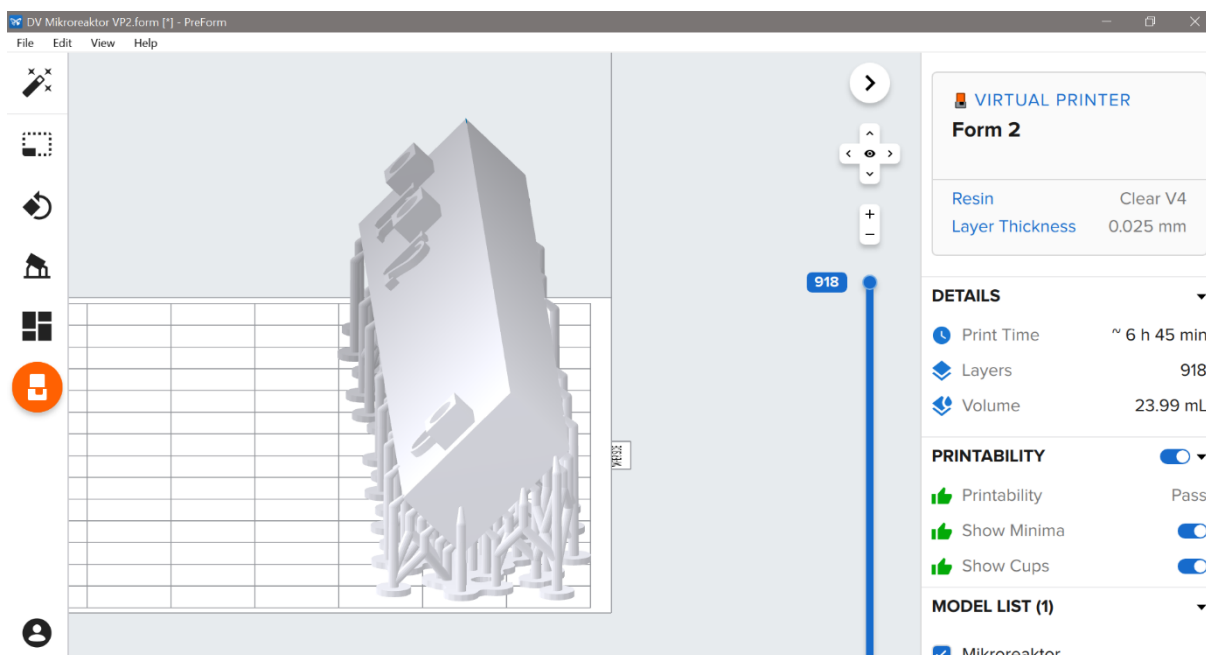 DV Mikroreaktor VP2.form [*] - PreForm
File Edit View Help
VIRTUAL PRINTER
Form 2
Resin Clear V4
Layer Thickness 0.025 mm
918
DETAILS
Print Time ~ 6 h 45 min
Layers 918
Volume 23.99 mL
PRINTABILITY
Printability Pass
Show Minima
Show Cups
MODEL LIST (1)
Mikroreaktor